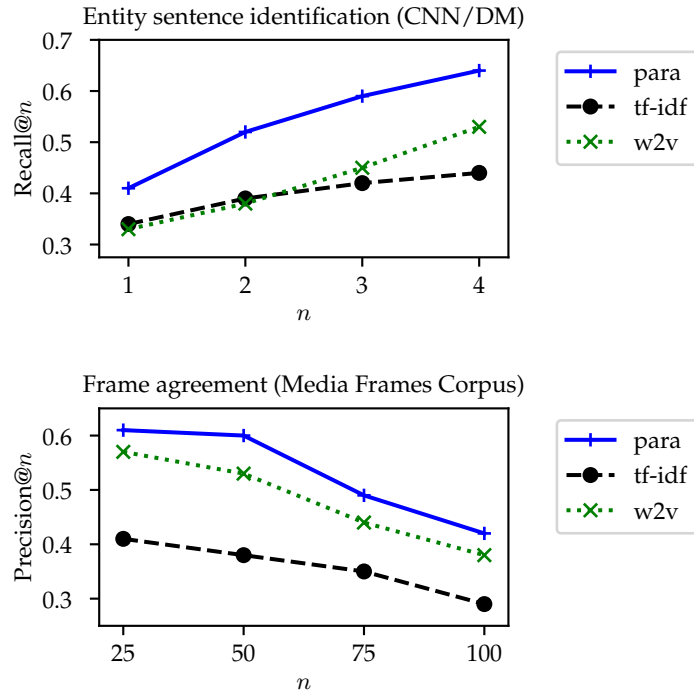 Entity sentence identification (CNN/DM)
0.7
0.6
0.5
0.4
0.3
Recall@n
1 2 3 4
n
para
tf-idf
w2v
Frame agreement (Media Frames Corpus)
0.6
0.5
0.4
0.3
Precision@n
25 50 75 100
n
para
tf-idf
w2v